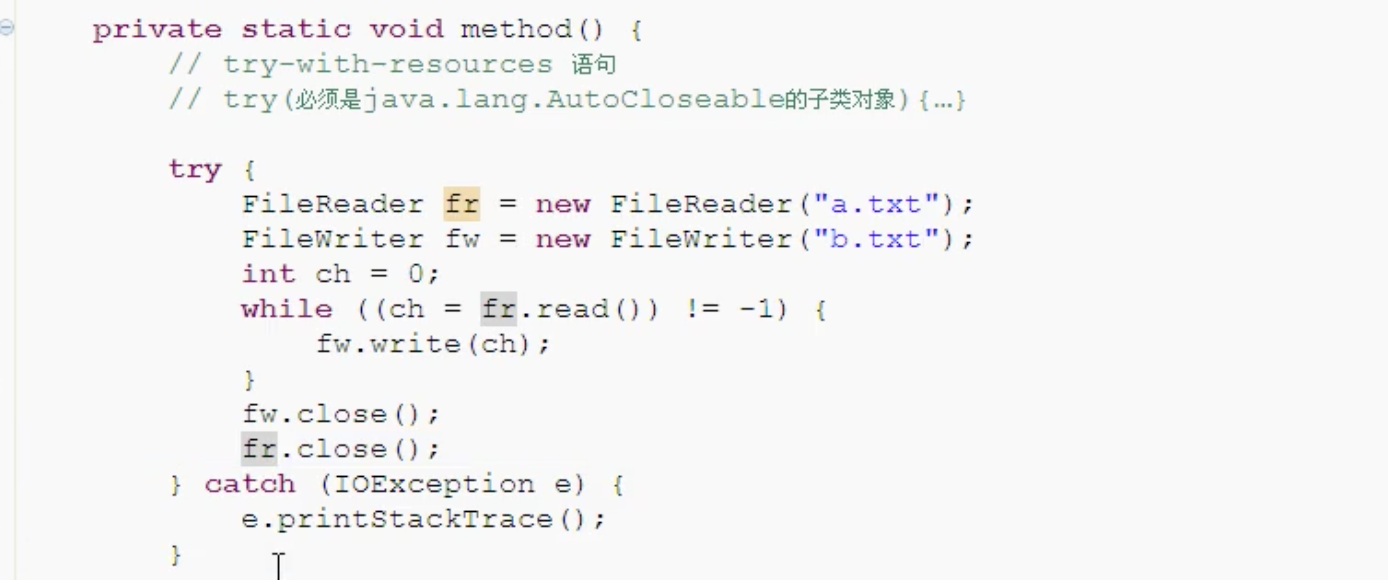 private static void method() {
// try-with-resources 语句
// try(必须是java.lang.AutoCloseable的子类对象){…}
try {
FileReader fr = new FileReader("a.txt");
FileWriter fw = new FileWriter("b.txt");
int ch = 0;
while ((ch = fr.read()) != -1) {
fw.write(ch);
}
fw.close();
fr.close();
} catch (IOException e) {
e.printStackTrace();
}